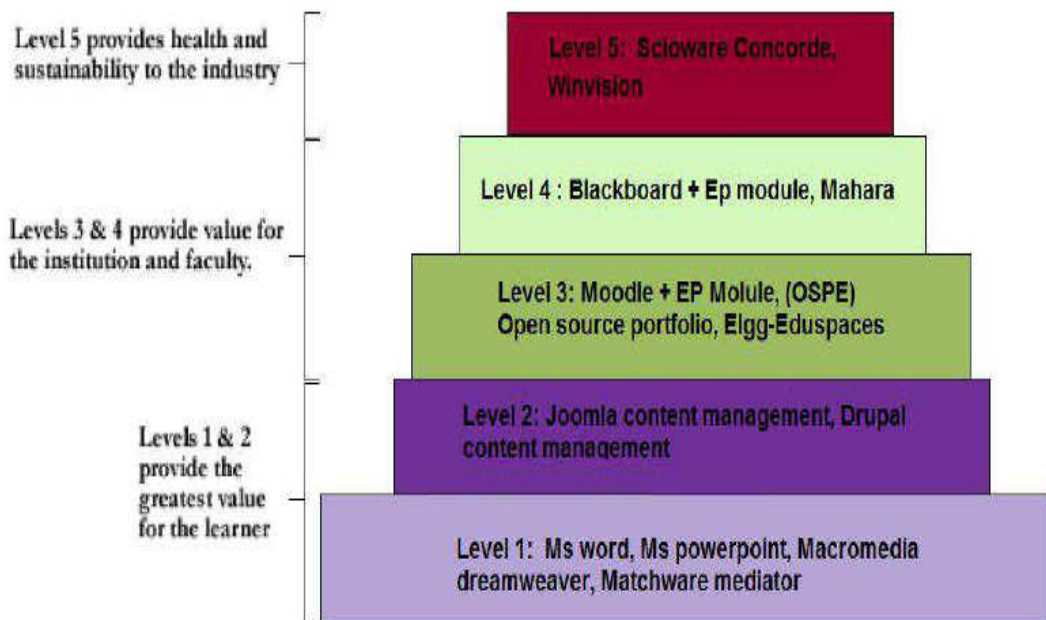 Level 5 provides health and
sustainability to the industry
Level 5: Scioware Concorde,
Winvision
Level 4 : Blackboard + Ep module, Mahara
Levels 3 & 4 provide value for
the institution and faculty.
Level 3: Moodle + EP Molule, (OSPE)
Open source portfolio, Elgg-Eduspaces
Level 2: Joomla content management, Drupal
content management
Levels 1 & 2
provide the
greatest value
for the learner
Level 1: Ms word, Ms powerpoint, Macromedia
dreamweaver, Matchware mediator